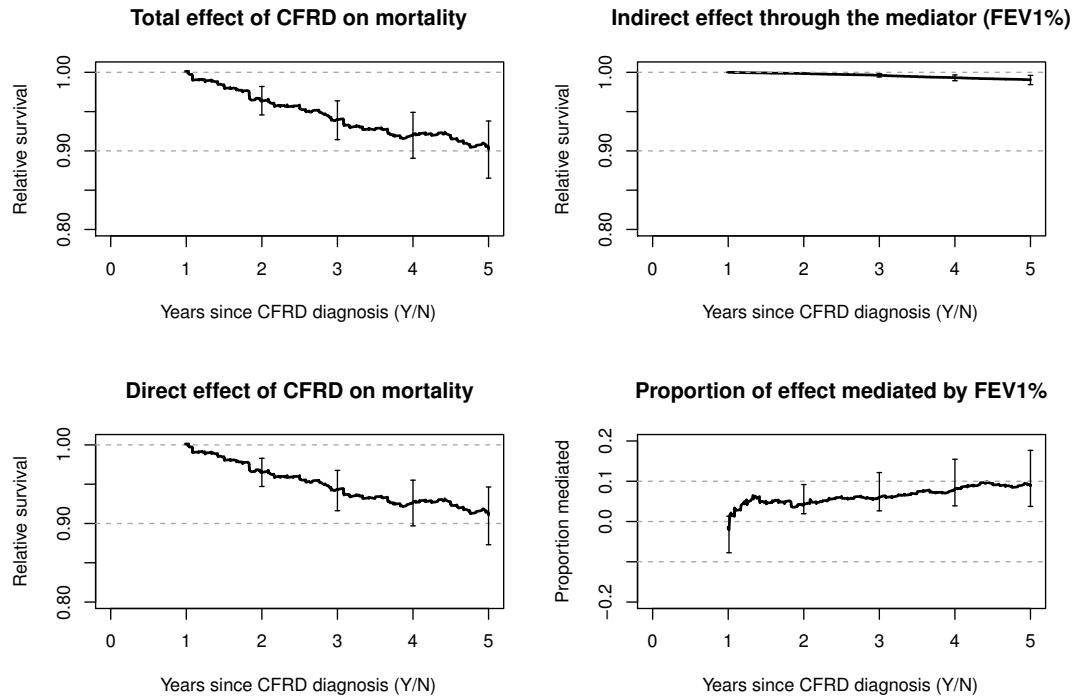 Total effect of CFRD on mortality
Relative survival
1.00
0.90
0.80
0 1 2 3 4 5
Years since CFRD diagnosis (Y/N)
Indirect effect through the mediator (FEV1%)
Relative survival
1.00
0.90
0.80
0 1 2 3 4 5
Years since CFRD diagnosis (Y/N)
Direct effect of CFRD on mortality
Relative survival
1.00
0.90
0.80
0 1 2 3 4 5
Years since CFRD diagnosis (Y/N)
Proportion of effect mediated by FEV1%
Proportion mediated
0.2
0.1
0.0
−0.2
0 1 2 3 4 5
Years since CFRD diagnosis (Y/N)